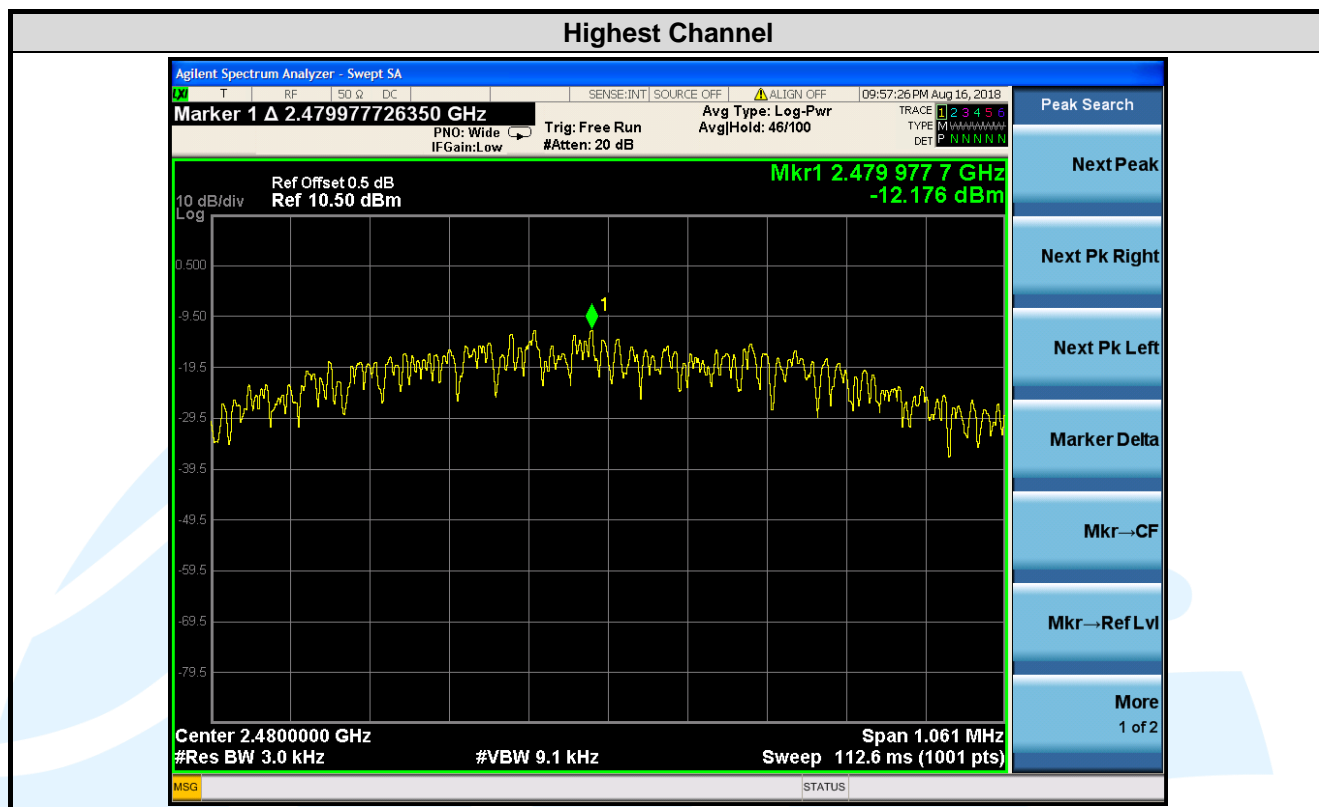 Highest Channel
Agilent Spectrum Analyzer - Swept SA
LXI T RF 50 Ω DC SENSE:INT SOURCE OFF ⚠ALIGN OFF 09:57:26 PM Aug 16, 2018
Marker 1 Δ 2.479977726350 GHz
PNO: Wide
IFGain:Low
Trig: Free Run
#Atten: 20 dB
Avg Type: Log-Pwr
Avg|Hold: 46/100
TRACE 1 2 3 4 5 6
TYPE M WWWWW
DET P N N N N N
Mkr1 2.479 977 7 GHz
-12.176 dBm
Ref Offset 0.5 dB
10 dB/div Ref 10.50 dBm
Log
0.500
-9.50
-19.5
-29.5
-39.5
-49.5
-59.5
-69.5
-79.5
1
Center 2.4800000 GHz Span 1.061 MHz
#Res BW 3.0 kHz #VBW 9.1 kHz Sweep 112.6 ms (1001 pts)
MSG STATUS
Peak Search
Next Peak
Next Pk Right
Next Pk Left
Marker Delta
Mkr→CF
Mkr→Ref Lvl
More
1 of 2